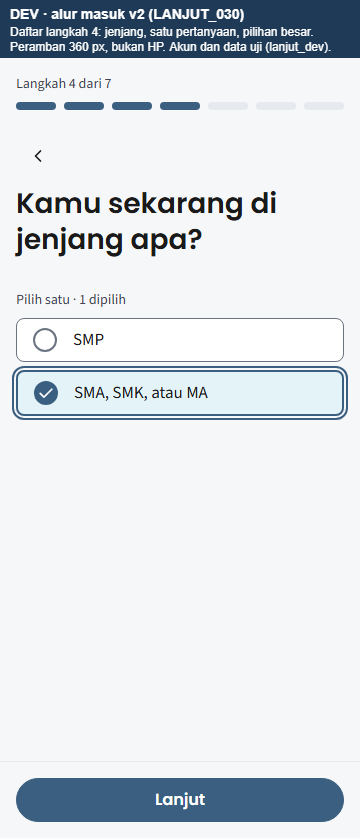 DEV · alur masuk v2 (LANJUT_030)
Daftar langkah 4: jenjang, satu pertanyaan, pilihan besar.
Peramban 360 px, bukan HP. Akun dan data uji (lanjut_dev).
Langkah 4 dari 7
Kamu sekarang di
jenjang apa?
Pilih satu · 1 dipilih
SMP
SMA, SMK, atau MA
Lanjut